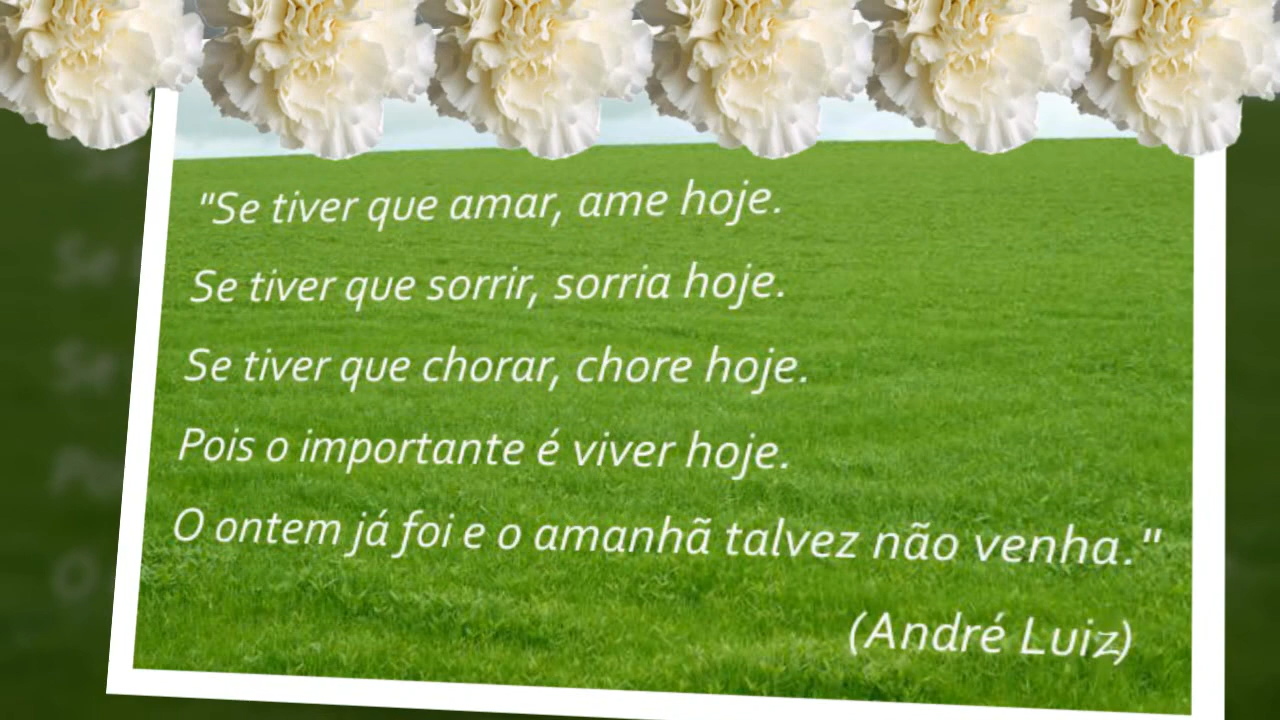 "Se tiver que amar, ame hoje.
Se tiver que sorrir, sorria hoje.
Se tiver que chorar, chore hoje.
Pois o importante é viver hoje.
O ontem já foi e o amanhã talvez não venha."
(André Luiz)